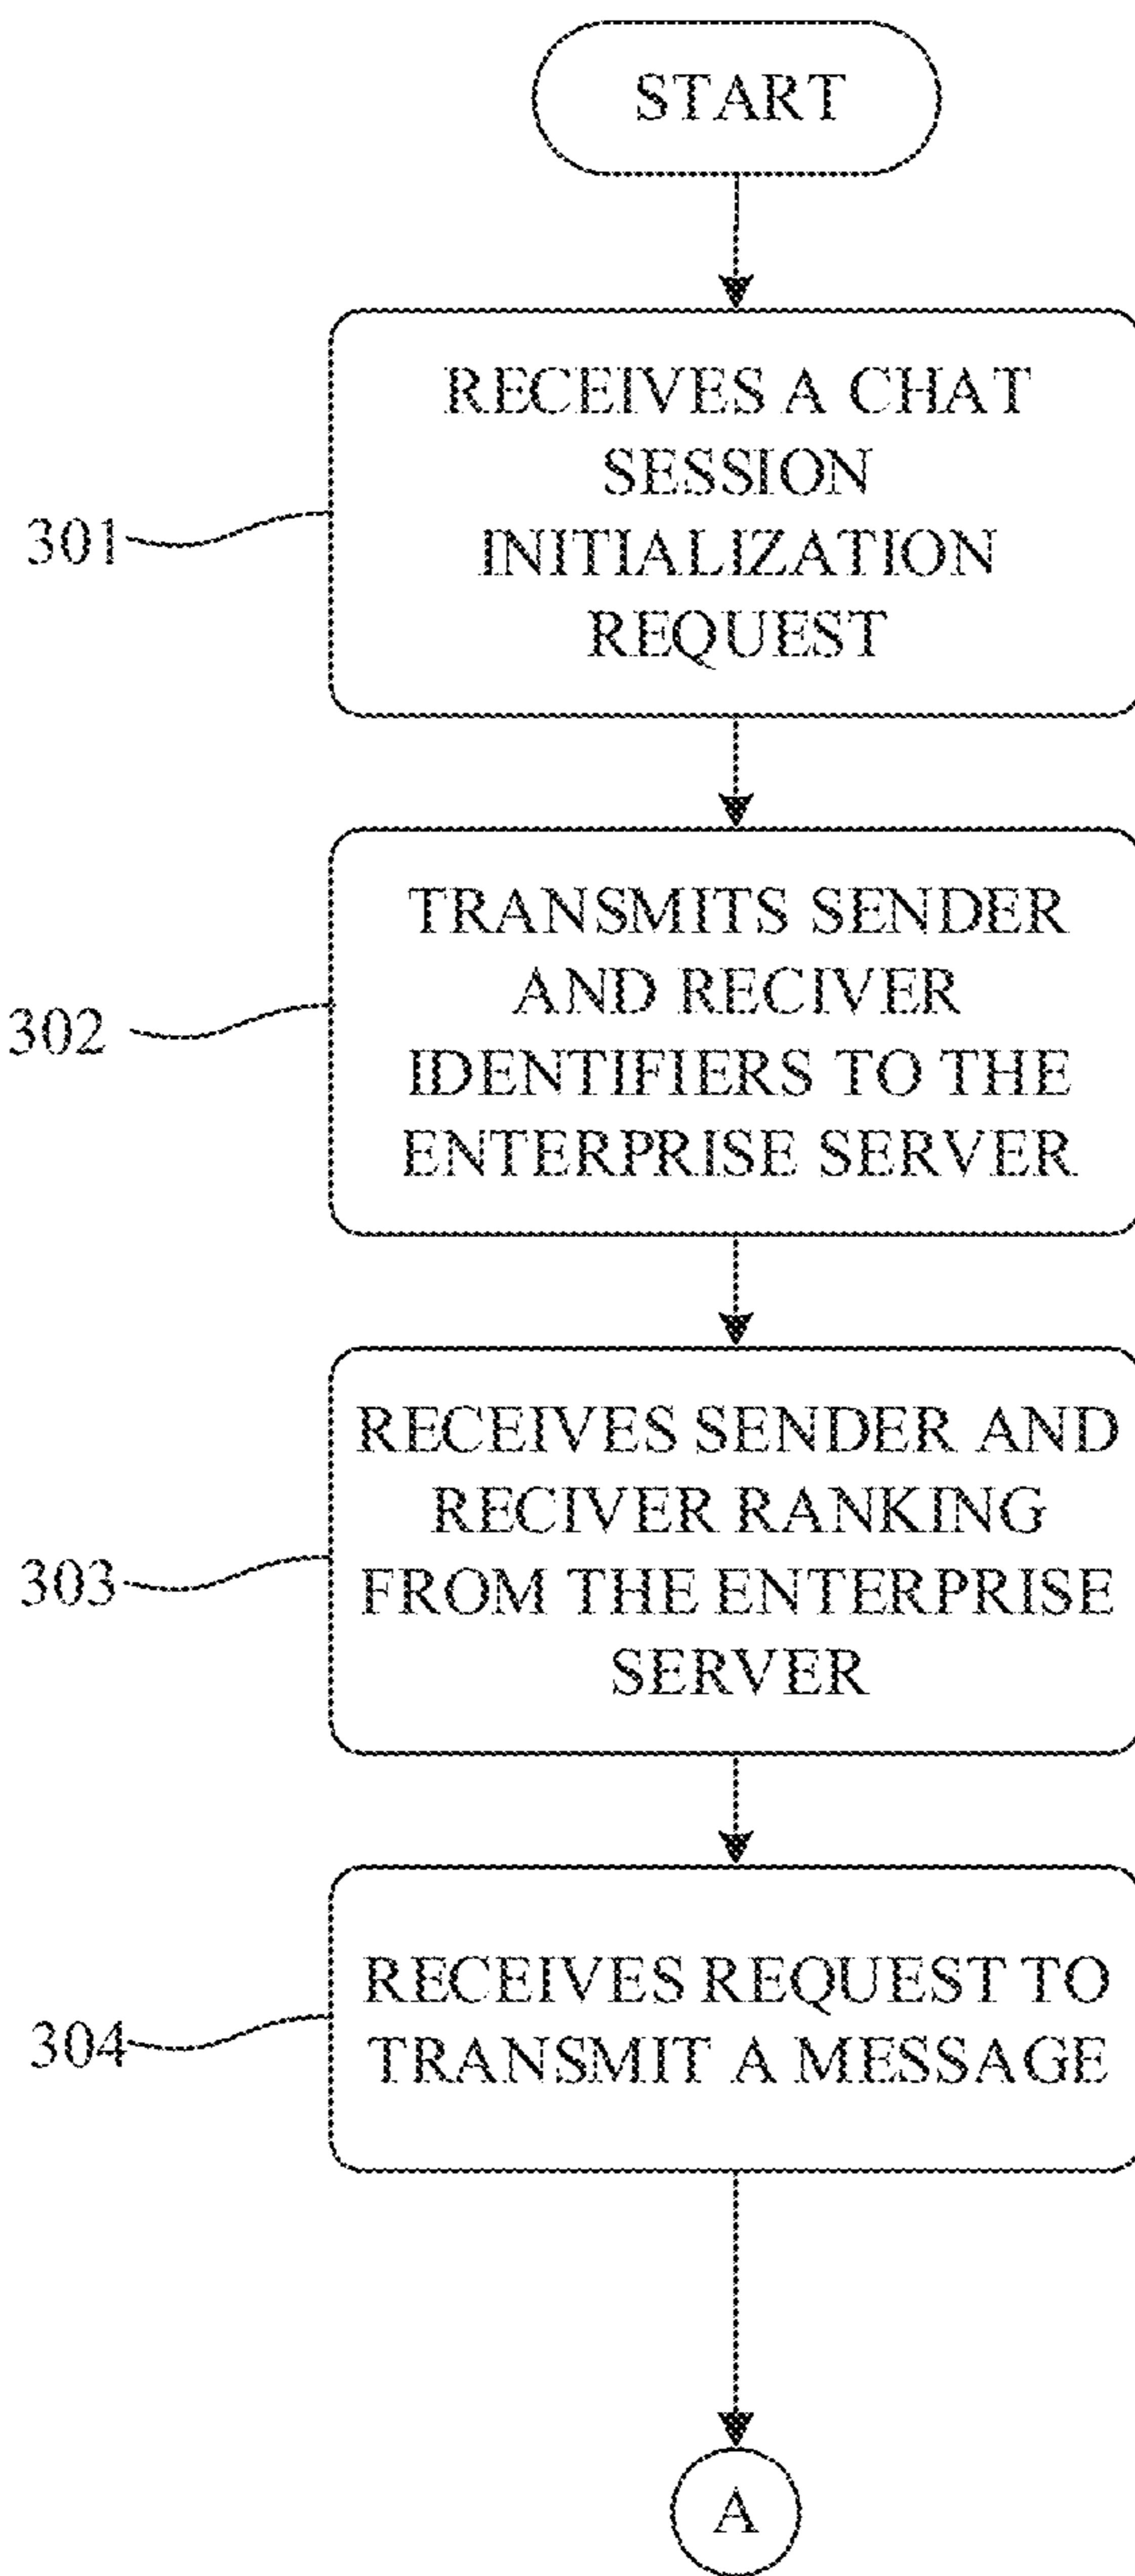 START
RECEIVES A CHAT
SESSION
INITIALIZATION
REQUEST
301
TRANSMITS SENDER
AND RECIVER
IDENTIFIERS TO THE
ENTERPRISE SERVER
302
RECEIVES SENDER AND
RECIVER RANKING
FROM THE ENTERPRISE
SERVER
303
RECEIVES REQUEST TO
TRANSMIT A MESSAGE
304
A